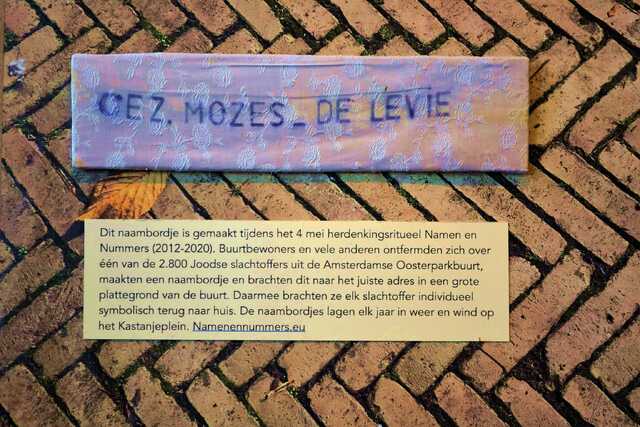 GEZ. MOZES_ DE LEVIE
Dit naambordje is gemaakt tijdens het 4 mei herdenkingsritueel Namen en
Nummers (2012-2020). Buurtbewoners en vele anderen ontfermden zich over
één van de 2.800 Joodse slachtoffers uit de Amsterdamse Oosterparkbuurt,
maakten een naambordje en brachten dit naar het juiste adres in een grote
plattegrond van de buurt. Daarmee brachten ze elk slachtoffer individueel
symbolisch terug naar huis. De naambordjes lagen elk jaar in weer en wind op
het Kastanjeplein. Namenennummers.eu